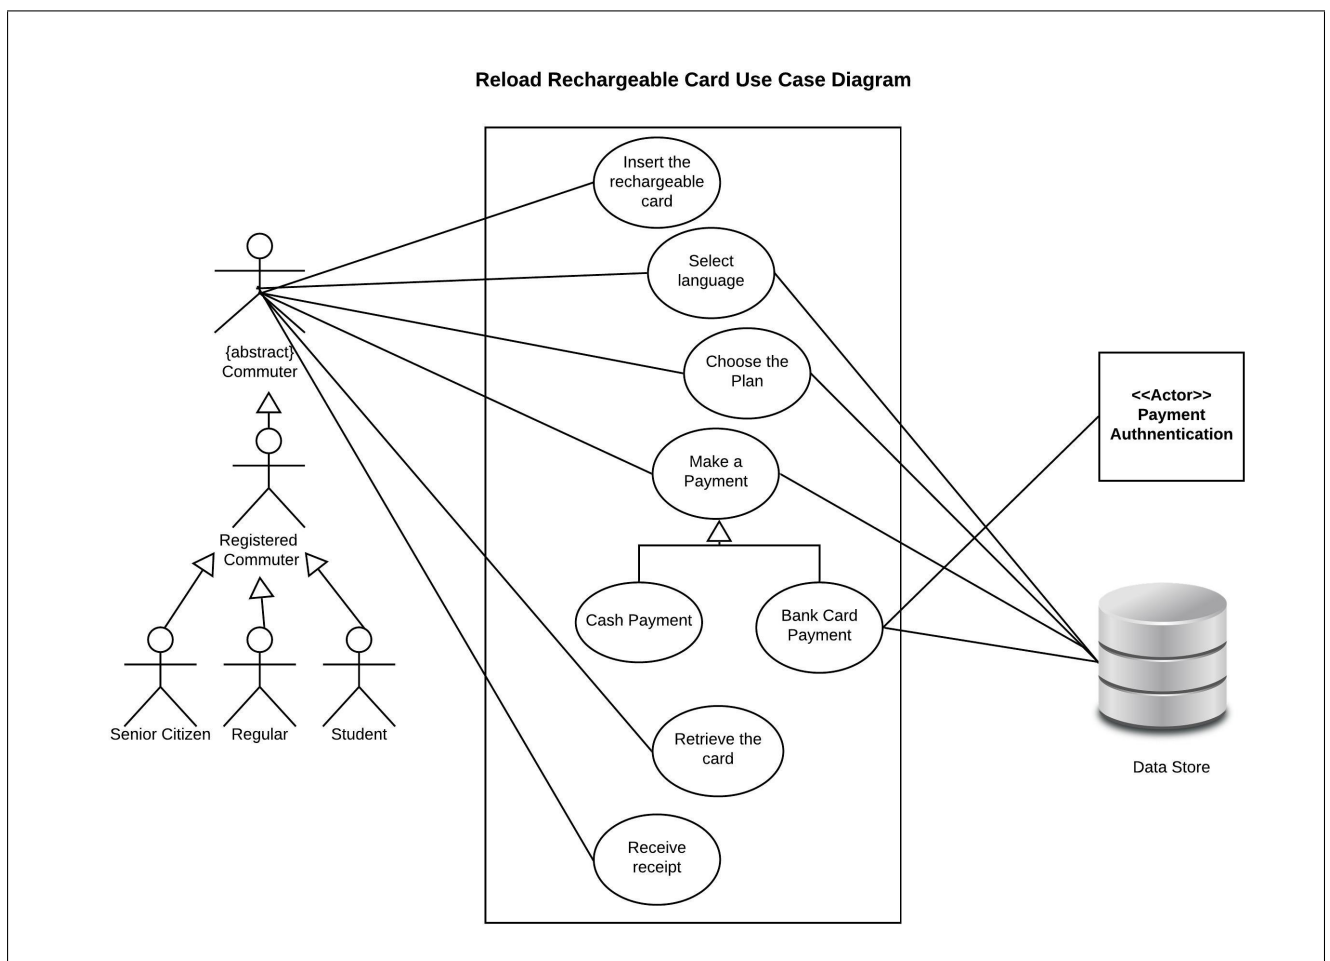 Reload Rechargeable Card Use Case Diagram
Insert the
rechargeable
card
Select
language
{abstract}
Commuter
Choose the
Plan
<<Actor>>
Payment
Authnentication
Make a
Payment
Registered
Commuter
Cash Payment
Bank Card
Payment
Senior Citizen
Regular
Student
Retrieve the
card
Data Store
Receive
receipt